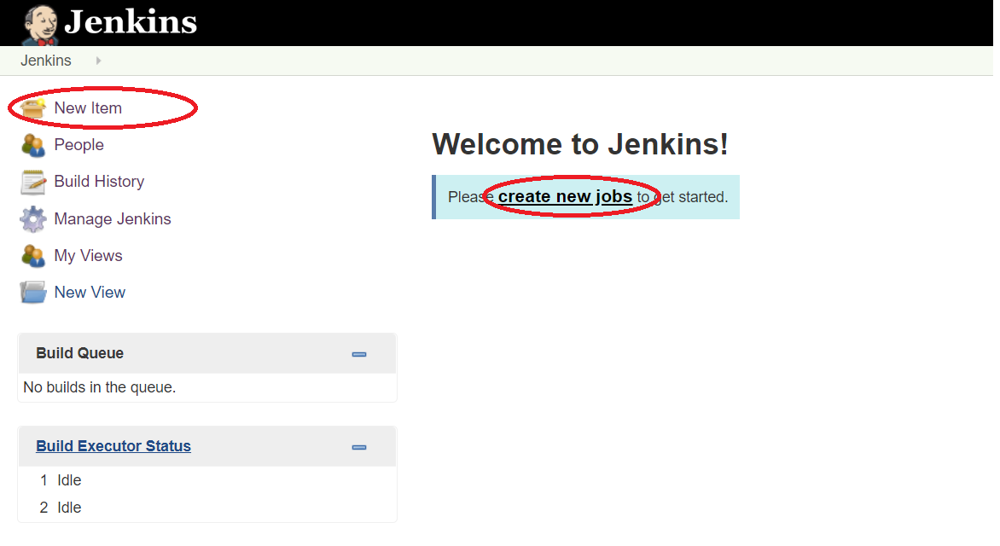 Jenkins
Jenkins
New Item
People
Build History
Manage Jenkins
My Views
New View
Welcome to Jenkins!
Please create new jobs to get started.
Build Queue
No builds in the queue.
Build Executor Status
1 Idle
2 Idle